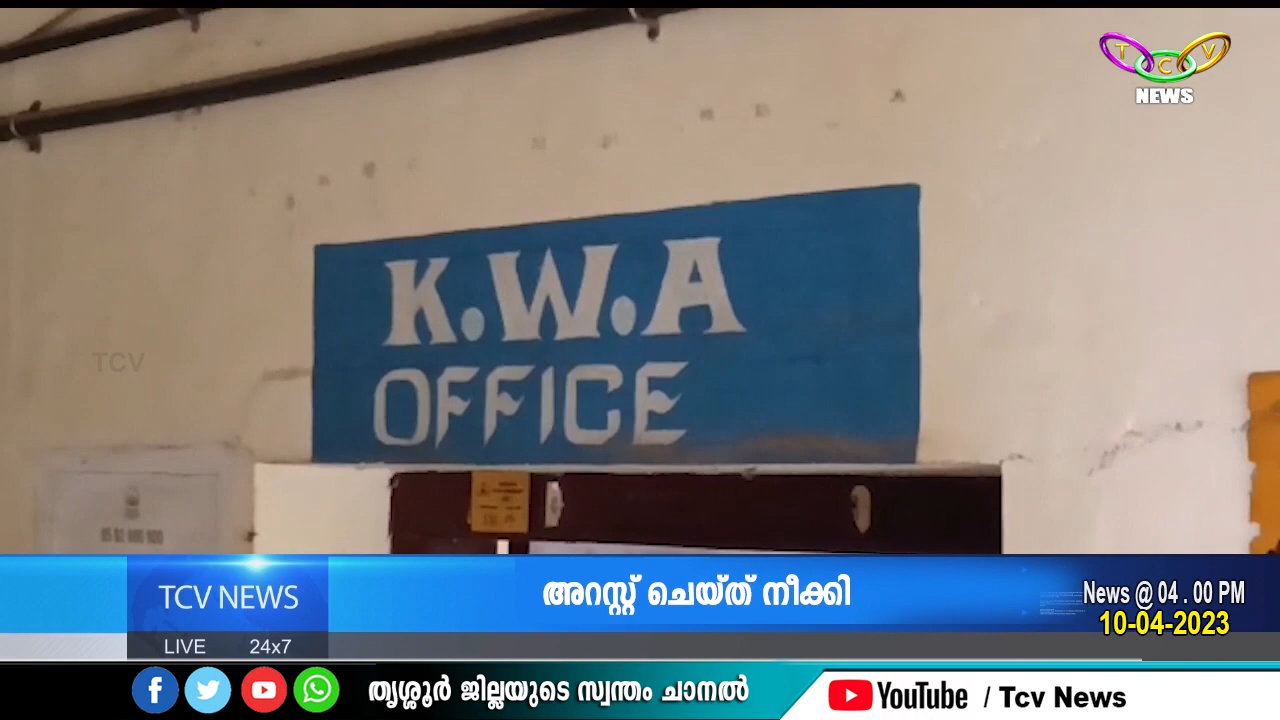 T C V
NEWS
K.W.A
OFFICE
TCV
TCV NEWS
അറസ്റ്റ് ചെയ്ത് നീക്കി
News @ 04 . 00 PM
10-04-2023
LIVE 24x7
തൃശ്ശൂർ ജില്ലയുടെ സ്വന്തം ചാനൽ
YouTube / Tcv News